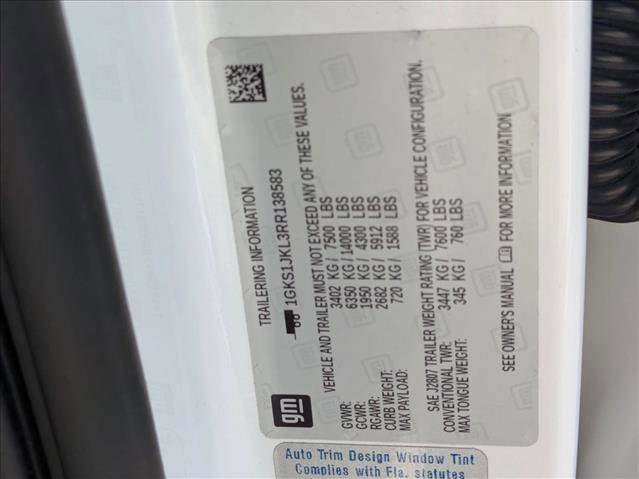 TRAILERING INFORMATION
1GKS1JKL3RR138583
VEHICLE AND TRAILER MUST NOT EXCEED ANY OF THESE VALUES.
GVWR: 3402 KG / 7500 LBS
GCWR: 6350 KG / 14000 LBS
RGAWR: 1950 KG / 4300 LBS
CURB WEIGHT: 2682 KG / 5912 LBS
MAX PAYLOAD: 720 KG / 1588 LBS
SAE J2807 TRAILER WEIGHT RATING (TWR) FOR VEHICLE CONFIGURATION.
CONVENTIONAL TWR: 3447 KG / 7600 LBS
MAX TONGUE WEIGHT: 345 KG / 760 LBS
SEE OWNER'S MANUAL FOR MORE INFORMATION
gm
Auto Trim Design Window Tint
Complies with Fla. statutes